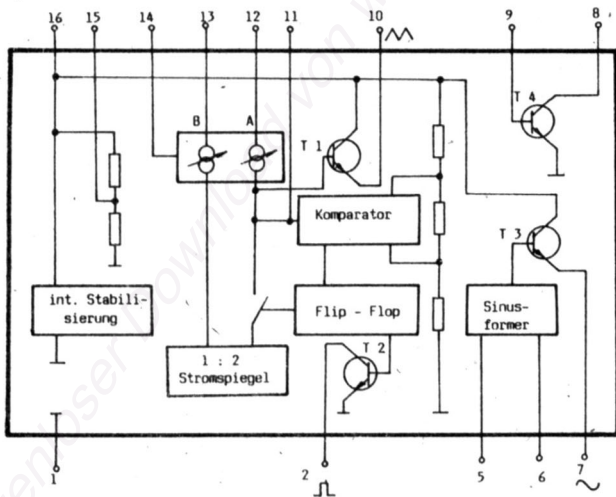 16 15 14 13 12 11 10 9 8
B A
T 1
T 4
Komparator
T 3
int. Stabili-
sierung
Flip - Flop
Sinus-
former
1 : 2
Stromspiegel
T 2
1 2 5 6 7